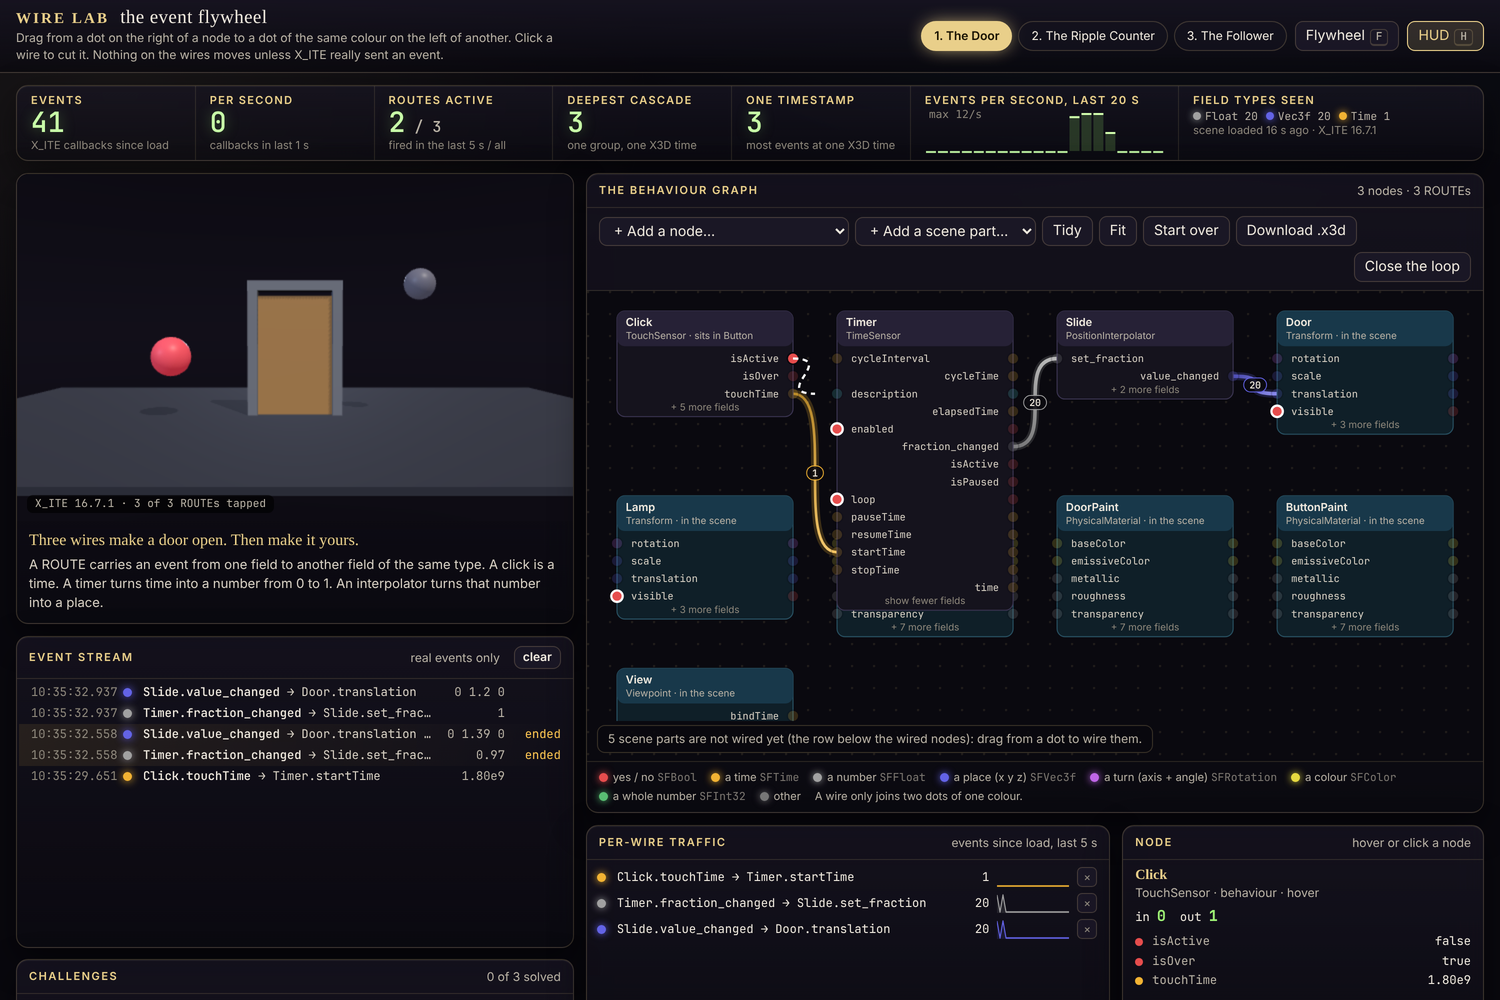 WIRE LAB the event flywheel
Drag from a dot on the right of a node to a dot of the same colour on the left of another. Click a
wire to cut it. Nothing on the wires moves unless X_ITE really sent an event.
1. The Door
2. The Ripple Counter
3. The Follower
Flywheel F
HUD H
EVENTS
41
X_ITE callbacks since load
PER SECOND
0
callbacks in last 1 s
ROUTES ACTIVE
2 / 3
fired in the last 5 s / all
DEEPEST CASCADE
3
one group, one X3D time
ONE TIMESTAMP
3
most events at one X3D time
EVENTS PER SECOND, LAST 20 S
max 12/s
FIELD TYPES SEEN
Float 20 Vec3f 20 Time 1
scene loaded 16 s ago · X_ITE 16.7.1
X_ITE 16.7.1 · 3 of 3 ROUTEs tapped
Three wires make a door open. Then make it yours.
A ROUTE carries an event from one field to another field of the same type. A click is a
time. A timer turns time into a number from 0 to 1. An interpolator turns that number
into a place.
EVENT STREAM
real events only
clear
10:35:32.937 Slide.value_changed → Door.translation 0 1.2 0
10:35:32.937 Timer.fraction_changed → Slide.set_frac… 1
10:35:32.558 Slide.value_changed → Door.translation … 0 1.39 0 ended
10:35:32.558 Timer.fraction_changed → Slide.set_frac… 0.97 ended
10:35:29.651 Click.touchTime → Timer.startTime 1.80e9
CHALLENGES
0 of 3 solved
THE BEHAVIOUR GRAPH
3 nodes · 3 ROUTEs
+ Add a node...
+ Add a scene part...
Tidy
Fit
Start over
Download .x3d
Close the loop
Click
TouchSensor · sits in Button
isActive
isOver
touchTime
+ 5 more fields
1
Timer
TimeSensor
cycleInterval
cycleTime
description
elapsedTime
enabled
fraction_changed
isActive
isPaused
loop
pauseTime
resumeTime
startTime
stopTime
time
show fewer fields
transparency
+ 7 more fields
20
Slide
PositionInterpolator
set_fraction
value_changed
+ 2 more fields
20
Door
Transform · in the scene
rotation
scale
translation
visible
+ 3 more fields
Lamp
Transform · in the scene
rotation
scale
translation
visible
+ 3 more fields
DoorPaint
PhysicalMaterial · in the scene
baseColor
emissiveColor
metallic
roughness
transparency
+ 7 more fields
ButtonPaint
PhysicalMaterial · in the scene
baseColor
emissiveColor
metallic
roughness
transparency
+ 7 more fields
View
Viewpoint · in the scene
bindTime
5 scene parts are not wired yet (the row below the wired nodes): drag from a dot to wire them.
yes / no SFBool a time SFTime a number SFFloat a place (x y z) SFVec3f a turn (axis + angle) SFRotation a colour SFColor
a whole number SFInt32 other A wire only joins two dots of one colour.
PER-WIRE TRAFFIC
events since load, last 5 s
Click.touchTime → Timer.startTime 1 ×
Timer.fraction_changed → Slide.set_fraction 20 ×
Slide.value_changed → Door.translation 20 ×
NODE
hover or click a node
Click
TouchSensor · behaviour · hover
in 0 out 1
isActive false
isOver true
touchTime 1.80e9